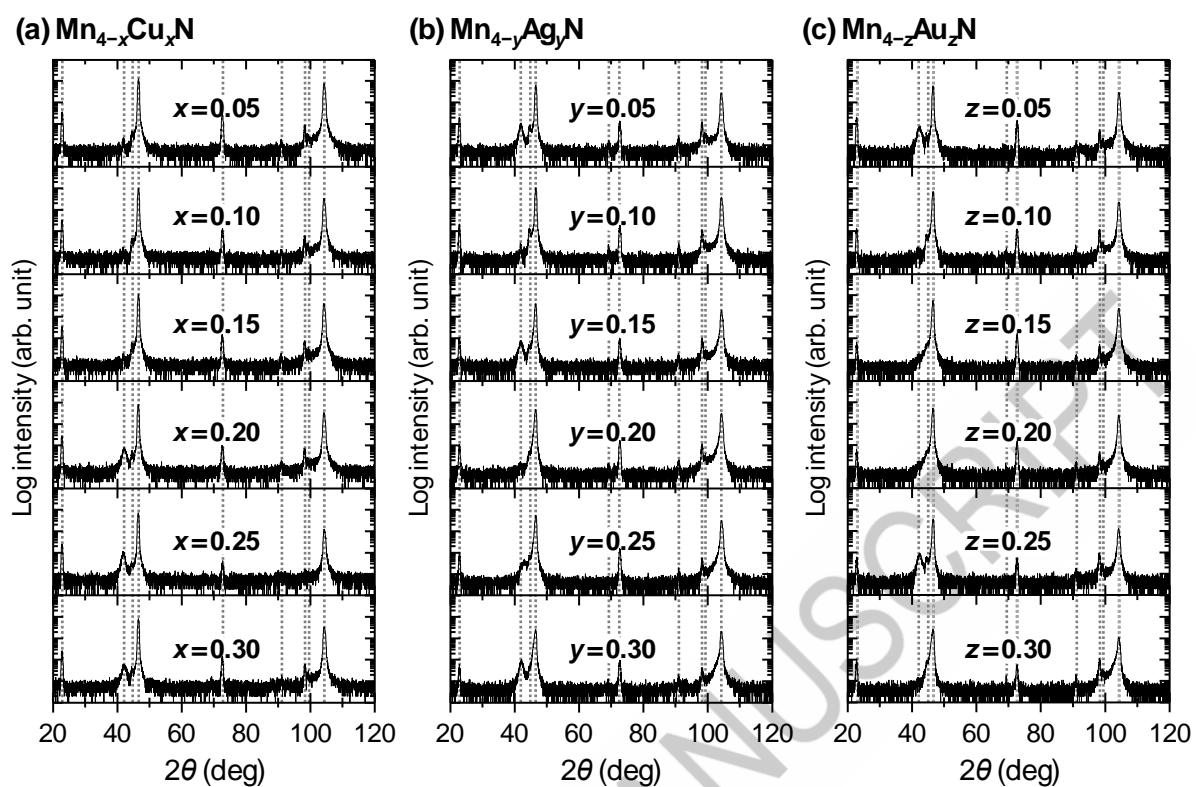 (a) Mn₄₋ₓCuₓN
(b) Mn₄₋yAgyN
(c) Mn₄₋zAuzN
Log intensity (arb. unit)
x=0.05
x=0.10
x=0.15
x=0.20
x=0.25
x=0.30
20 40 60 80 100 120
2θ (deg)
Log intensity (arb. unit)
y=0.05
y=0.10
y=0.15
y=0.20
y=0.25
y=0.30
20 40 60 80 100 120
2θ (deg)
Log intensity (arb. unit)
z=0.05
z=0.10
z=0.15
z=0.20
z=0.25
z=0.30
20 40 60 80 100 120
2θ (deg)
ANUSCRIPT